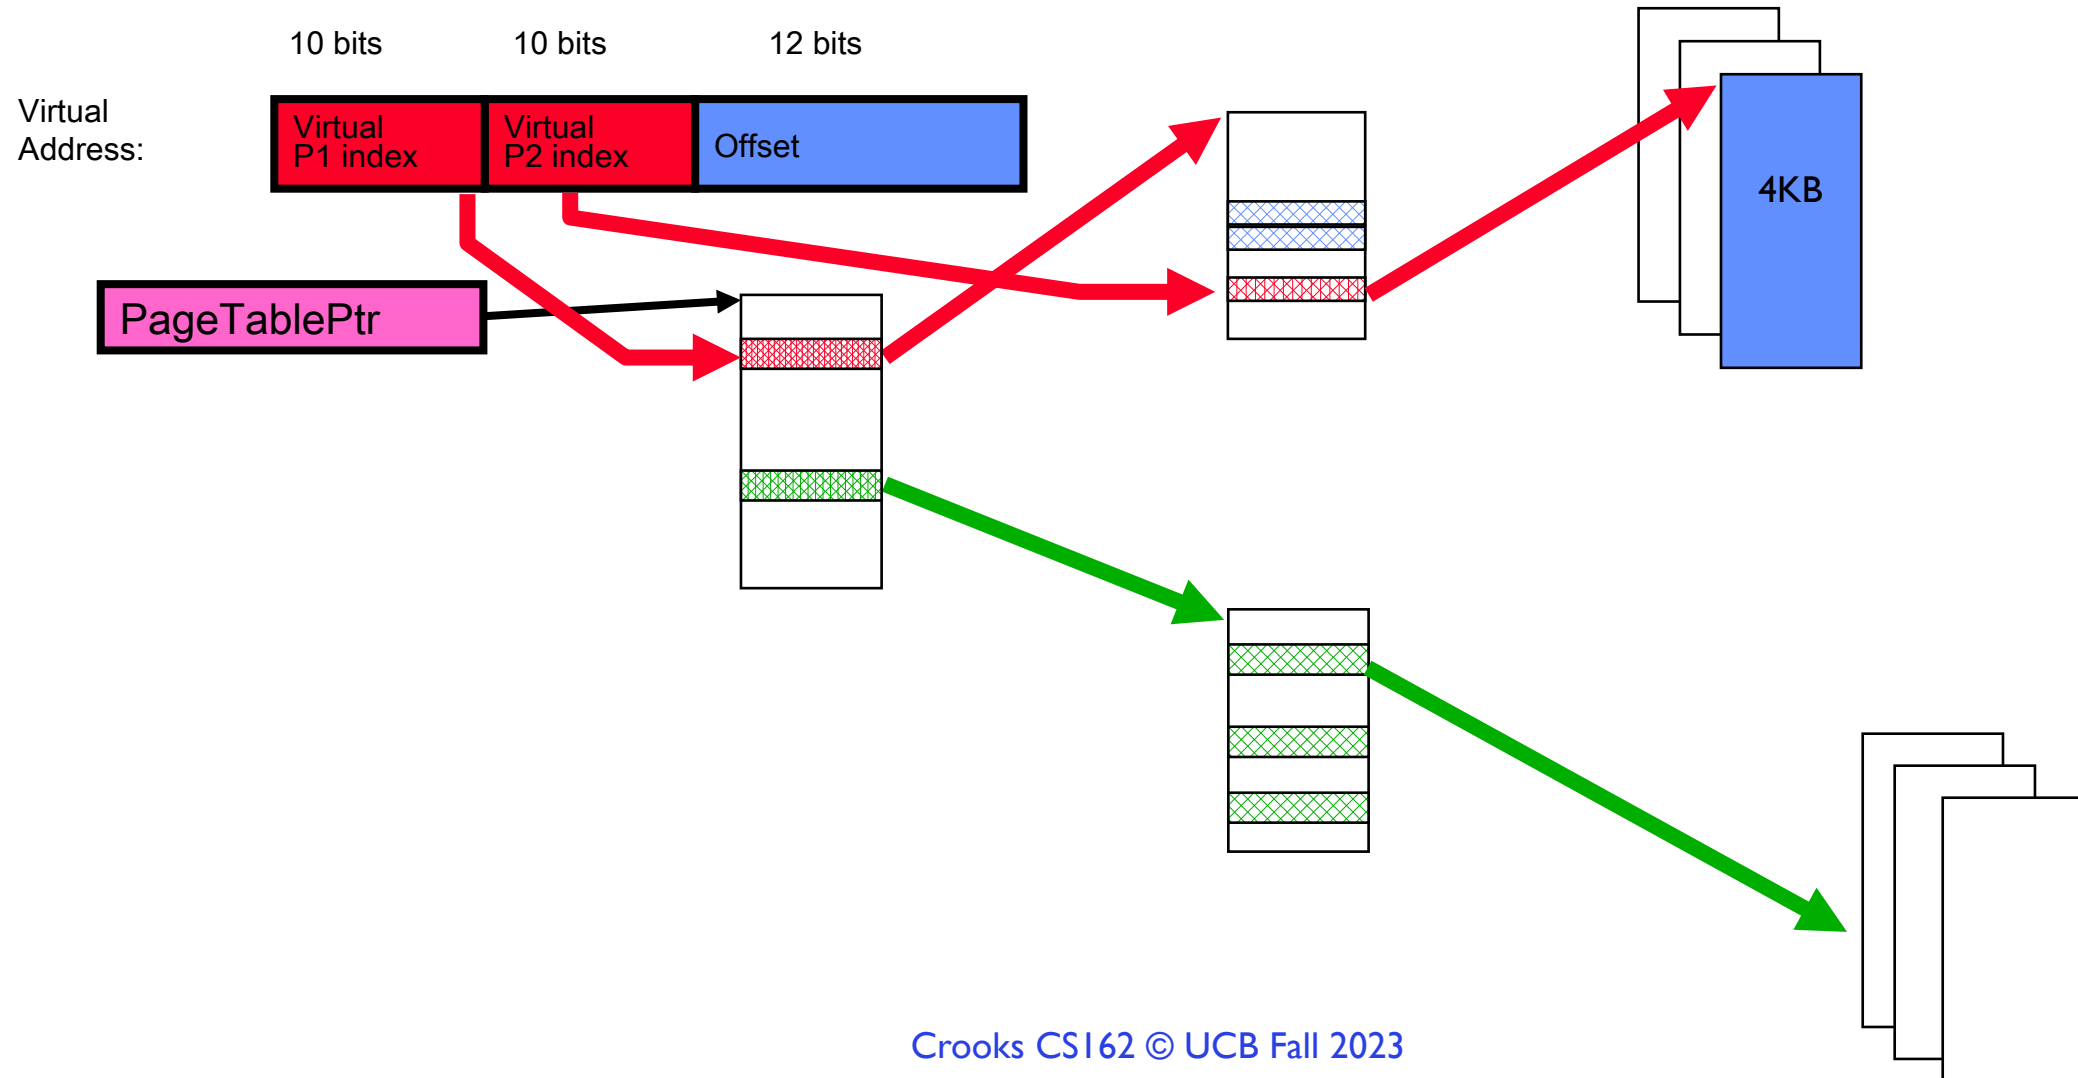 10 bits
10 bits
12 bits
Virtual
Address:
Virtual
P1 index
Virtual
P2 index
Offset
4KB
PageTablePtr
Crooks CS162 © UCB Fall 2023